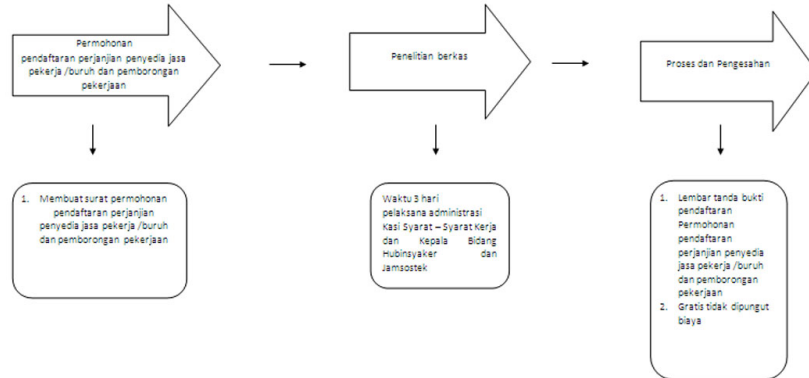 Permohonan
pendaftaran perjanjian penyedia jasa
pekerja /buruh dan pemborongan
pekerjaan
Penelitian berkas
Proses dan Pengesahan
1. Membuat surat permohonan
pendaftaran perjanjian
penyedia jasa pekerja /buruh
dan pemborongan pekerjaan
Waktu 3 hari
pelaksana administrasi
Kasi Syarat – Syarat Kerja
dan Kepala Bidang
Hubinsyaker dan
Jamsostek
1. Lembar tanda bukti
pendaftaran
Permohonan
pendaftaran
perjanjian penyedia
jasa pekerja /buruh
dan pemborongan
pekerjaan
2. Gratis tidak dipungut
biaya